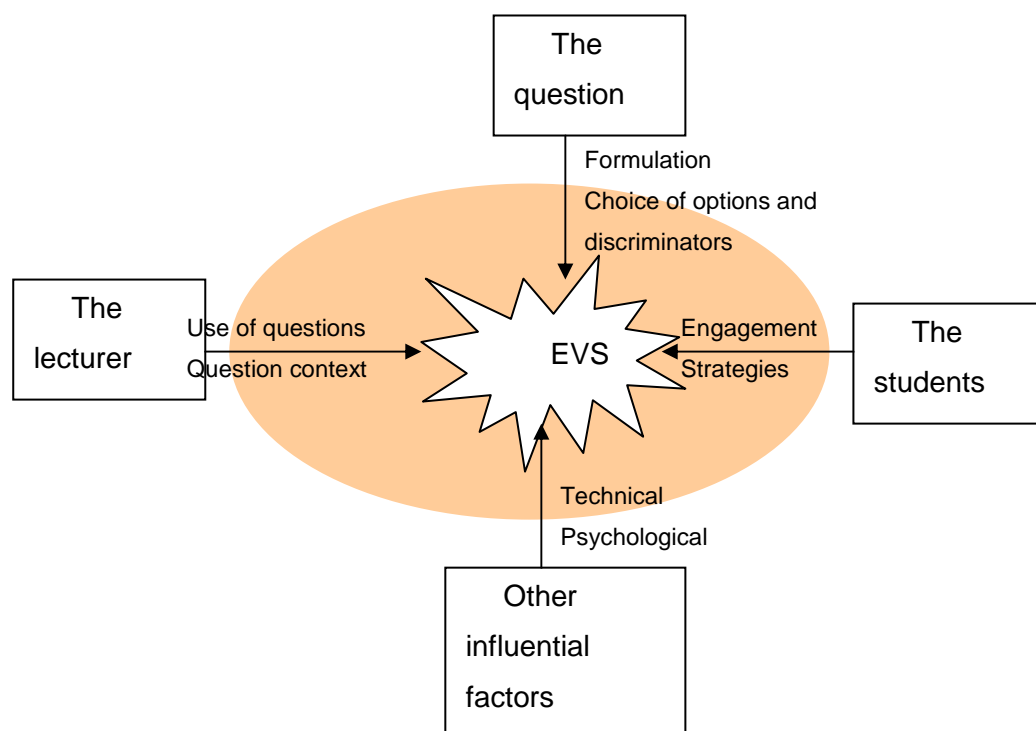 The
question
Formulation
Choice of options and
discriminators
The
lecturer
Use of questions
Question context
EVS
Engagement
Strategies
The
students
Technical
Psychological
Other
influential
factors